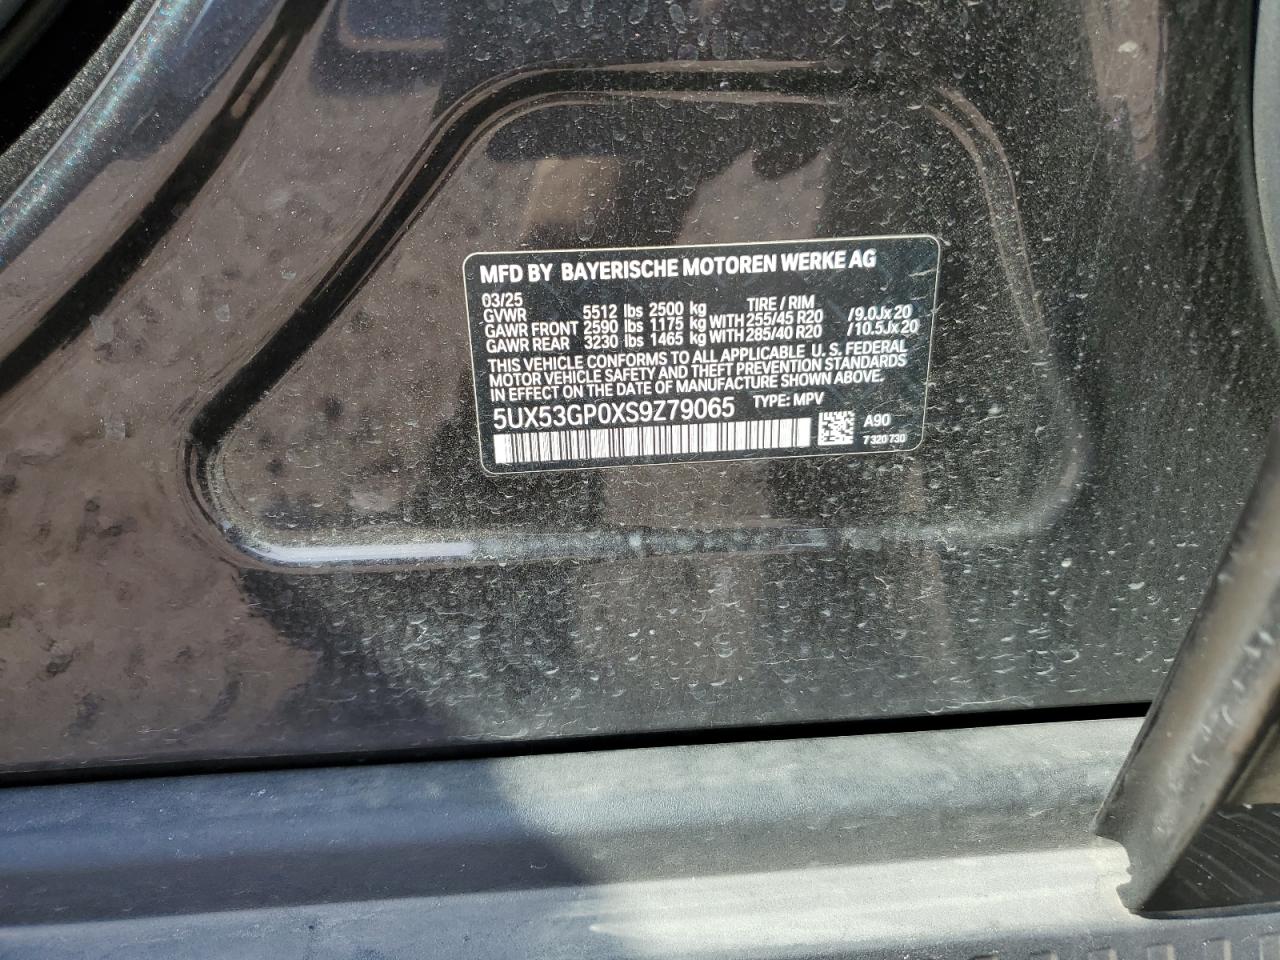 MFD BY BAYERISCHE MOTOREN WERKE AG
03/25
GVWR 5512 lbs 2500 kg TIRE / RIM
GAWR FRONT 2590 lbs 1175 kg WITH 255/45 R20 /9.0Jx20
GAWR REAR 3230 lbs 1465 kg WITH 285/40 R20 /10.5Jx20
THIS VEHICLE CONFORMS TO ALL APPLICABLE U.S. FEDERAL
MOTOR VEHICLE SAFETY AND THEFT PREVENTION STANDARDS
IN EFFECT ON THE DATE OF MANUFACTURE SHOWN ABOVE.
5UX53GP0XS9Z79065 TYPE: MPV
A90
7 320 730